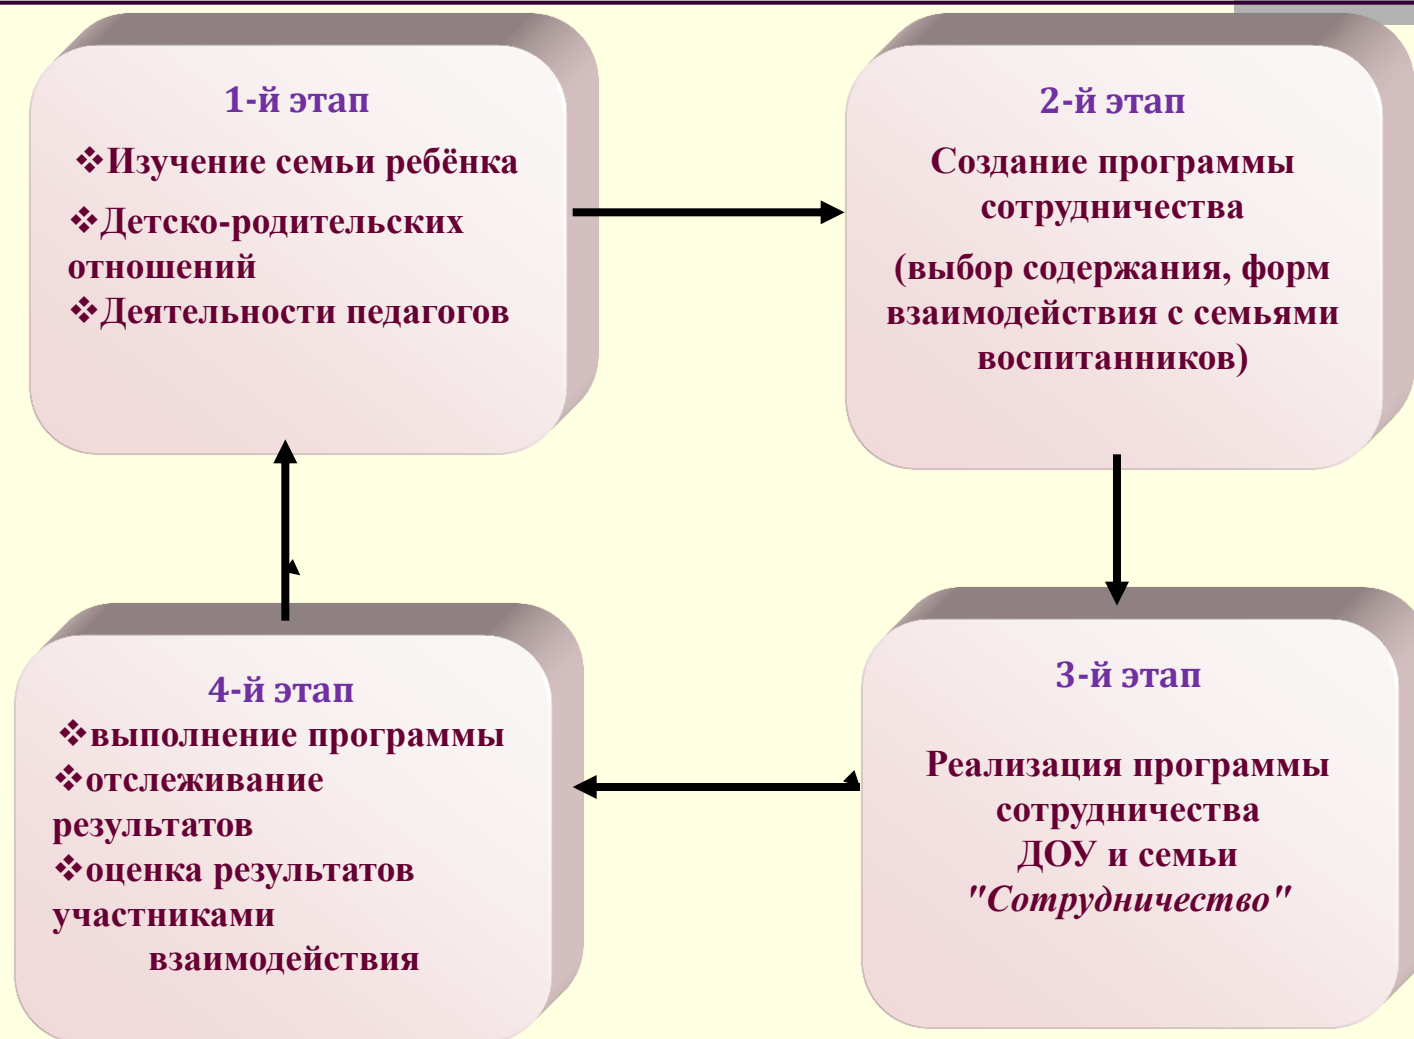 1-й этап
❖Изучение семьи ребёнка
❖Детско-родительских
отношений
❖Деятельности педагогов
2-й этап
Создание программы
сотрудничества
(выбор содержания, форм
взаимодействия с семьями
воспитанников)
3-й этап
Реализация программы
сотрудничества
ДОУ и семьи
"Сотрудничество"
4-й этап
❖выполнение программы
❖отслеживание
результатов
❖оценка результатов
участниками
взаимодействия